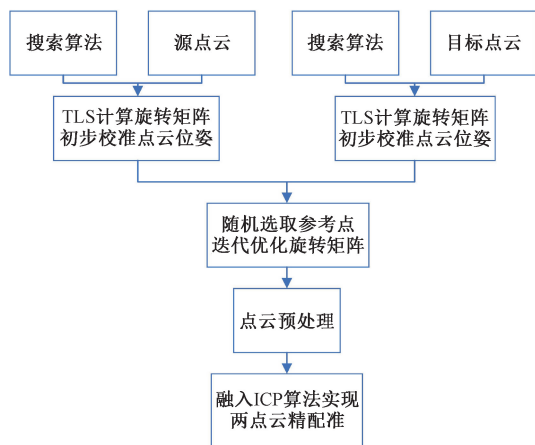 搜索算法
源点云
搜索算法
目标点云
TLS计算旋转矩阵
初步校准点云位姿
TLS计算旋转矩阵
初步校准点云位姿
随机选取参考点
迭代优化旋转矩阵
点云预处理
融入ICP算法实现
两点云精配准